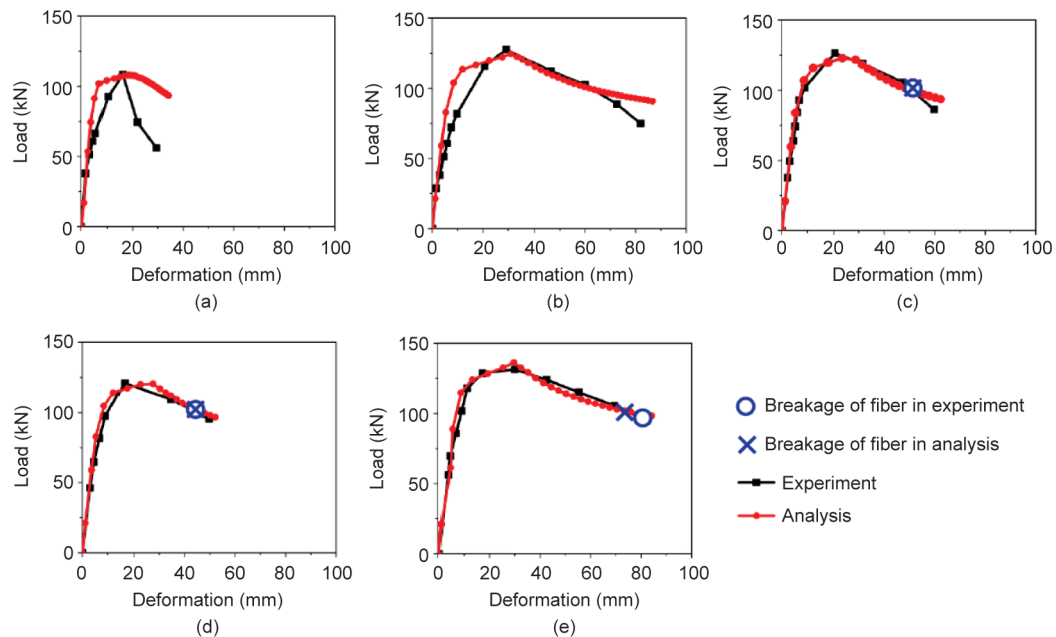 150
100
50
0
Load (kN)
0 20 40 60 80 100
Deformation (mm)
(a)
150
100
50
0
Load (kN)
0 20 40 60 80 100
Deformation (mm)
(b)
150
100
50
0
Load (kN)
0 20 40 60 80 100
Deformation (mm)
(c)
150
100
50
0
Load (kN)
0 20 40 60 80 100
Deformation (mm)
(d)
150
100
50
0
Load (kN)
0 20 40 60 80 100
Deformation (mm)
(e)
Breakage of fiber in experiment
Breakage of fiber in analysis
Experiment
Analysis